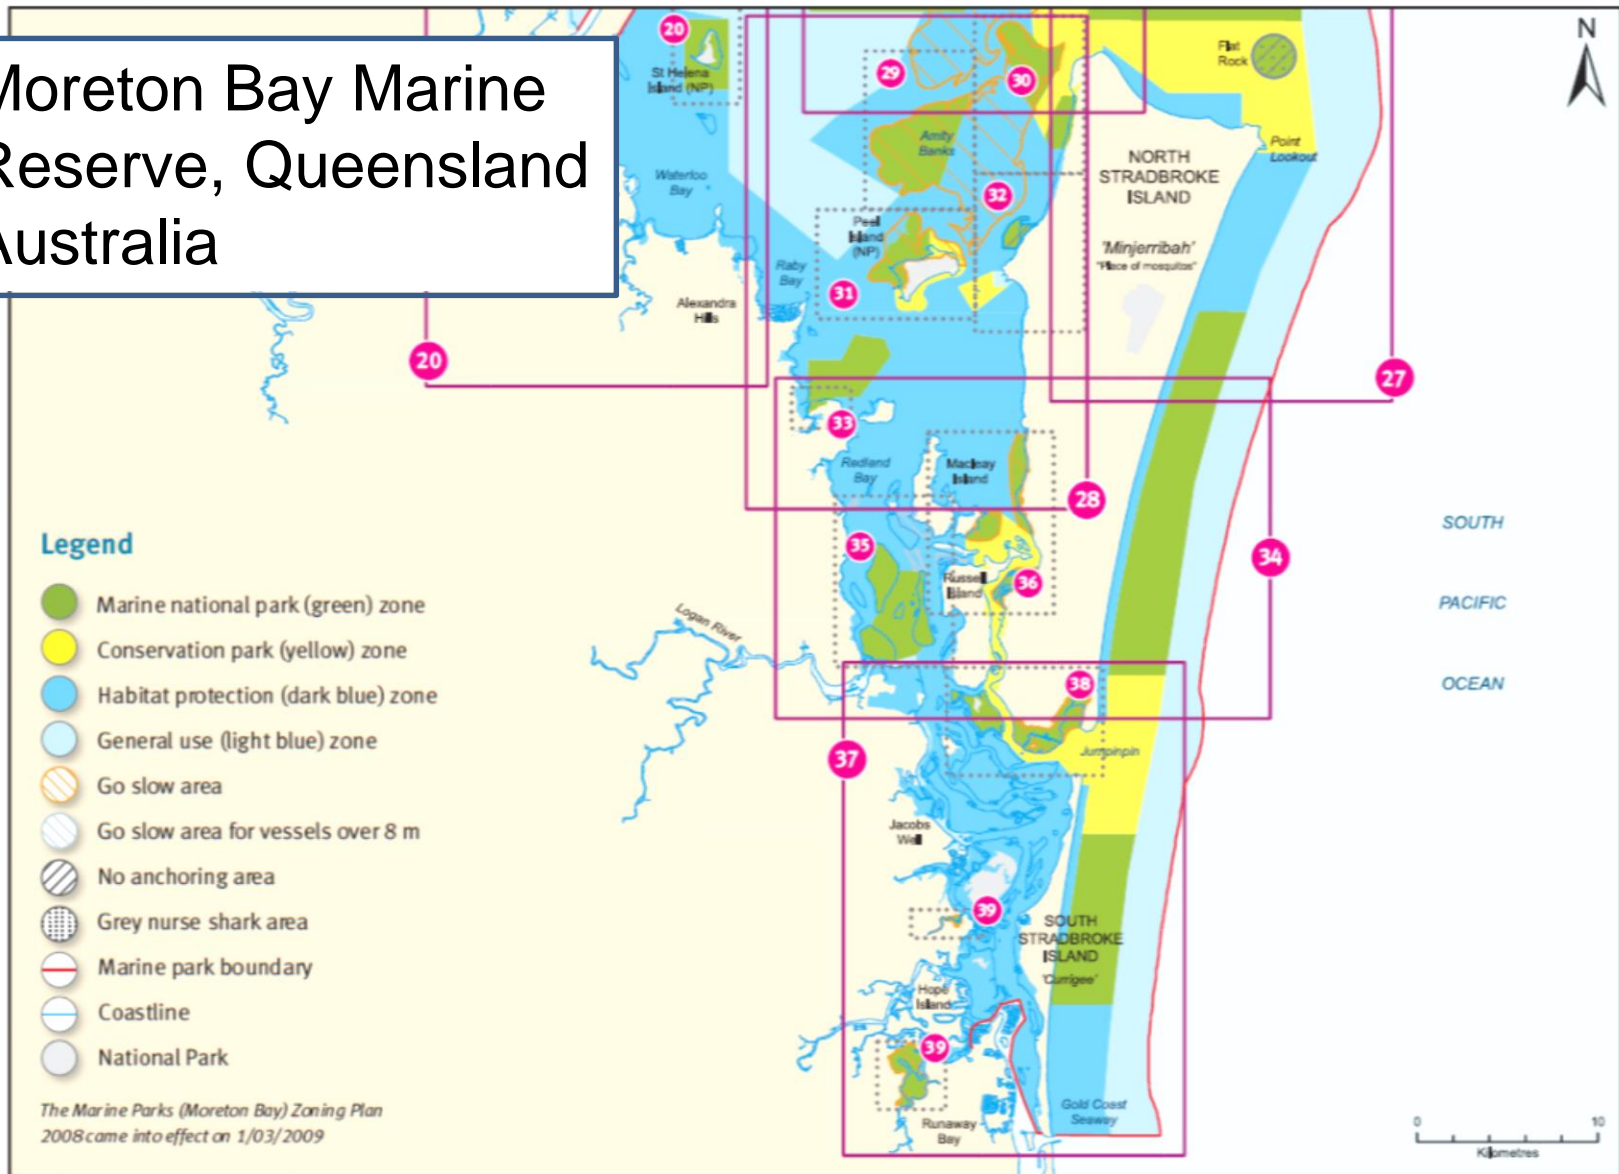 Moreton Bay Marine
Reserve, Queensland
Australia
N
20
St Helena
Island (NP)
29
30
Flat
Rock
Amity
Banks
Point
Lookout
NORTH
STRADBROKE
ISLAND
Waterloo
Bay
32
Peel
Island
(NP)
'Minjerribah'
"Place of mosquitos"
Raby
Bay
31
Alexandra
Hills
20
27
33
Redland
Bay
Macleay
Island
28
SOUTH
PACIFIC
OCEAN
35
34
Russell
Island
36
Logan River
38
37
Jumpinpin
Jacobs
Well
39
SOUTH
STRADBROKE
ISLAND
'Currigee'
Hope
Island
39
Gold Coast
Seaway
Runaway
Bay
Legend
Marine national park (green) zone
Conservation park (yellow) zone
Habitat protection (dark blue) zone
General use (light blue) zone
Go slow area
Go slow area for vessels over 8 m
No anchoring area
Grey nurse shark area
Marine park boundary
Coastline
National Park
The Marine Parks (Moreton Bay) Zoning Plan
2008 came into effect on 1/03/2009
0 10
Kilometres